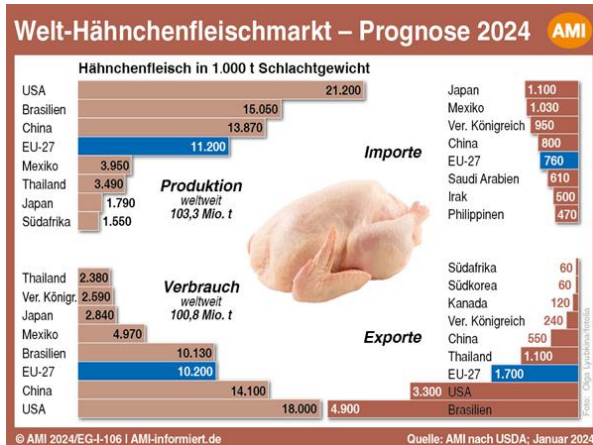 Welt-Hähnchenfleischmarkt – Prognose 2024
AMI
Hähnchenfleisch in 1.000 t Schlachtgewicht
USA 21.200
Brasilien 15.050
China 13.870
EU-27 11.200
Mexiko 3.950
Thailand 3.490
Japan 1.790
Südafrika 1.550
Produktion
weltweit
103,3 Mio. t
Importe
Japan 1.100
Mexiko 1.030
Ver. Königreich 950
China 800
EU-27 760
Saudi Arabien 610
Irak 500
Philippinen 470
Verbrauch
weltweit
100,8 Mio. t
Thailand 2.380
Ver. Königr. 2.590
Japan 2.840
Mexiko 4.970
Brasilien 10.130
EU-27 10.200
China 14.100
USA 18.000
Exporte
Südafrika 60
Südkorea 60
Kanada 120
Ver. Königreich 240
China 550
Thailand 1.100
EU-27 1.700
3.300 USA
4.900 Brasilien
Foto: Olga Lyubkina/fotolia
© AMI 2024/EG-I-106 | AMI-informiert.de
Quelle: AMI nach USDA; Januar 2024